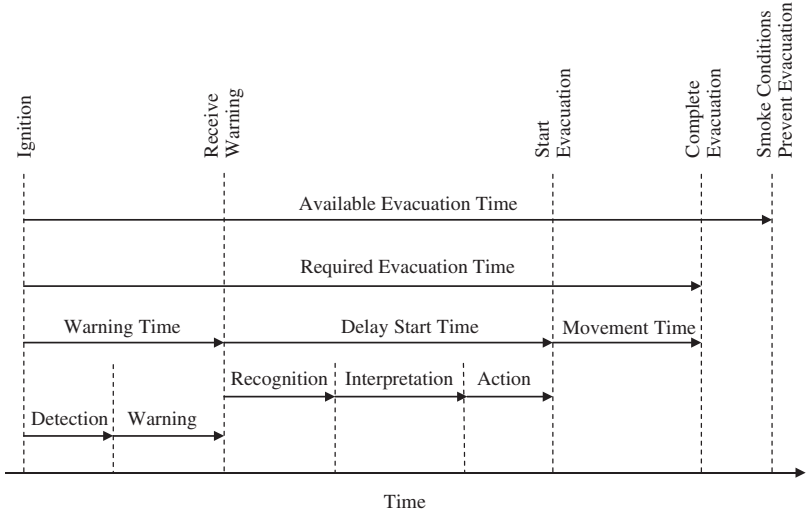 Ignition
Receive
Warning
Start
Evacuation
Complete
Evacuation
Smoke Conditions
Prevent Evacuation
Available Evacuation Time
Required Evacuation Time
Warning Time
Delay Start Time
Movement Time
Recognition
Interpretation
Action
Detection
Warning
Time